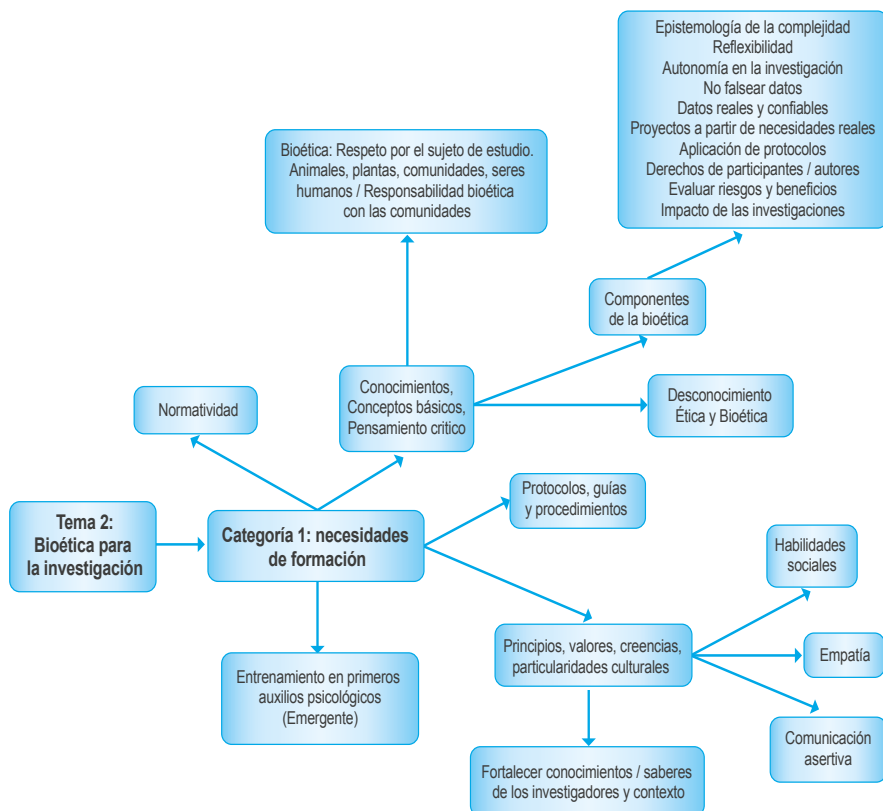 Epistemología de la complejidad
Reflexibilidad
Autonomía en la investigación
No falsear datos
Datos reales y confiables
Proyectos a partir de necesidades reales
Aplicación de protocolos
Derechos de participantes / autores
Evaluar riesgos y beneficios
Impacto de las investigaciones
Bioética: Respeto por el sujeto de estudio.
Animales, plantas, comunidades, seres
humanos / Responsabilidad bioética
con las comunidades
Componentes
de la bioética
Normatividad
Conocimientos,
Conceptos básicos,
Pensamiento critico
Desconocimiento
Ética y Bioética
Protocolos, guías
y procedimientos
Tema 2:
Bioética para
la investigación
Categoría 1: necesidades
de formación
Habilidades
sociales
Principios, valores, creencias,
particularidades culturales
Empatía
Entrenamiento en primeros
auxilios psicológicos
(Emergente)
Comunicación
asertiva
Fortalecer conocimientos / saberes
de los investigadores y contexto